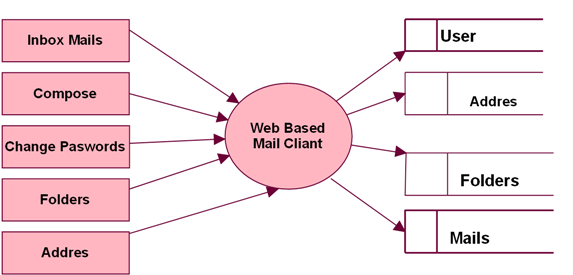 Inbox Mails
Compose
Change Paswords
Folders
Addres
Web Based
Mail Cliant
User
Addres
Folders
Mails